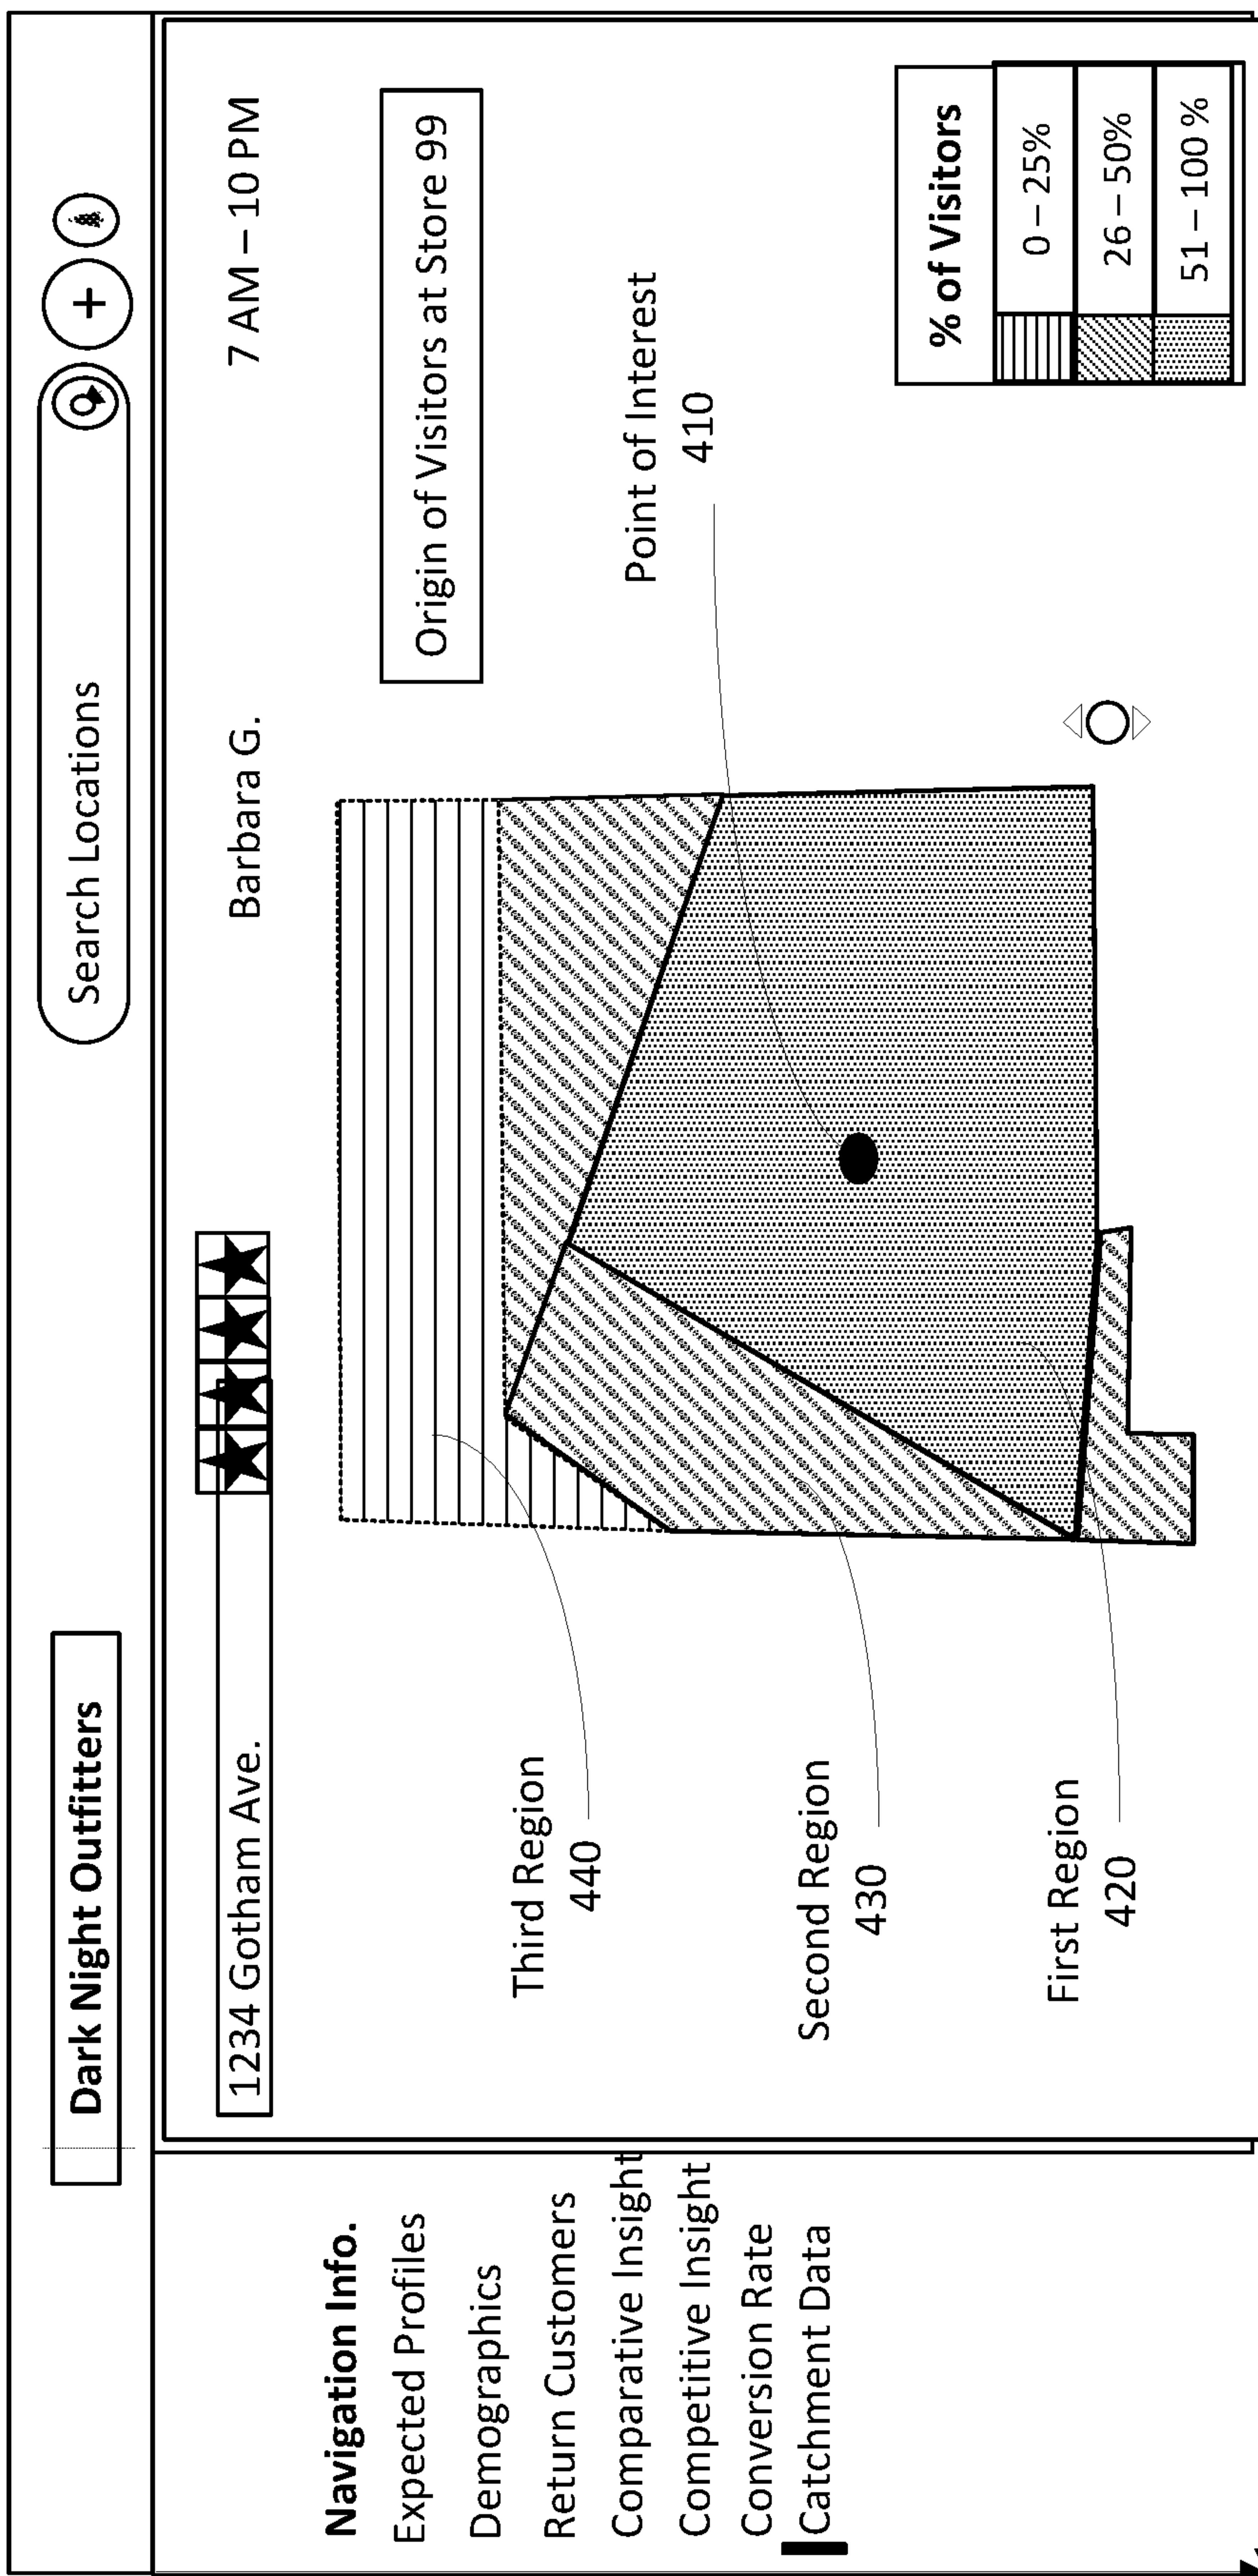 Dark Night Outfitters
Search Locations
+
Navigation Info.
Expected Profiles
Demographics
Return Customers
Comparative Insight
Competitive Insight
Conversion Rate
Catchment Data
1234 Gotham Ave.
Barbara G.
7 AM – 10 PM
Origin of Visitors at Store 99
Third Region
440
Second Region
430
First Region
420
Point of Interest
410
% of Visitors
0 – 25%
26 – 50%
51 – 100 %